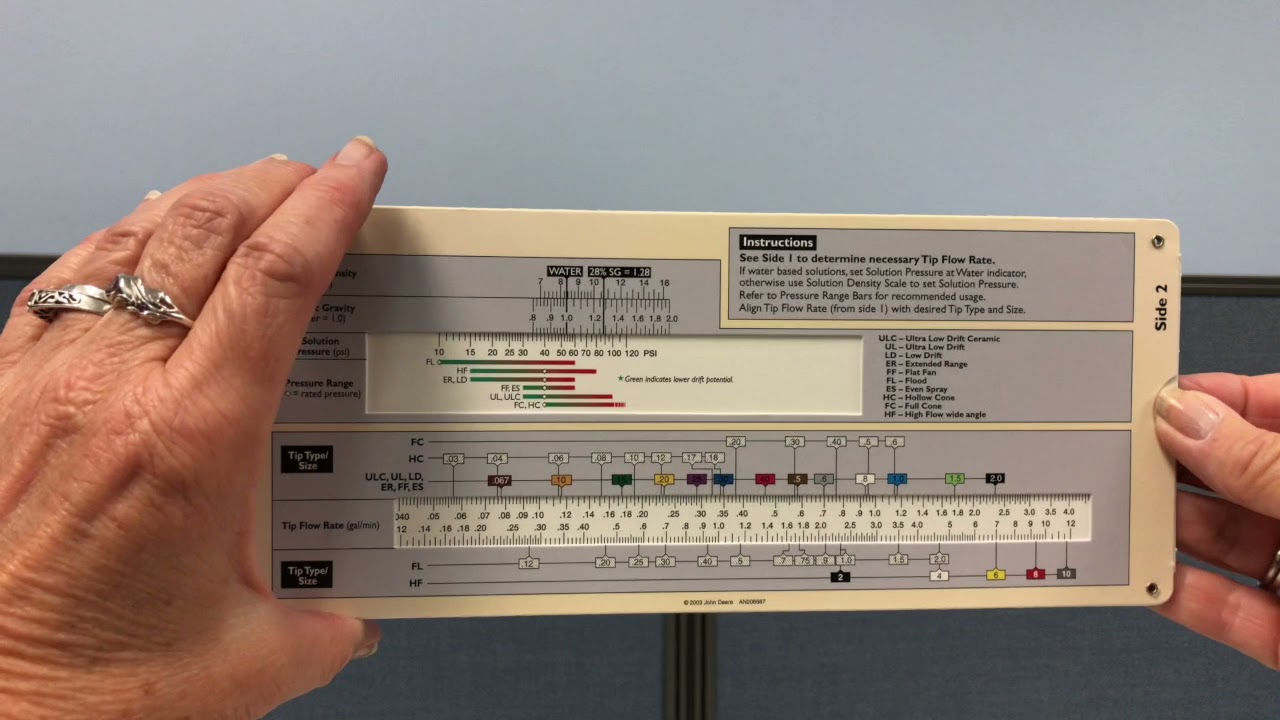 Instructions
See Side 1 to determine necessary Tip Flow Rate.
If water based solutions, set Solution Pressure at Water indicator,
otherwise use Solution Density Scale to set Solution Pressure.
Refer to Pressure Range Bars for recommended usage.
Align Tip Flow Rate (from side 1) with desired Tip Type and Size.
Side 2
WATER 28% SG = 1.28
nsity
7 8 9 10 12 14 16
c Gravity
er = 1.0)
.8 .9 1.0 1.2 1.4 1.6 1.8 2.0
Solution
ressure (psi)
10 15 20 25 30 40 50 60 80 100 120 PSI
Pressure Range
= rated pressure)
FL
HF
ER, LD
FF, ES
UL, ULC
FC, HC
★Green indicates lower drift potential.
ULC – Ultra Low Drift Ceramic
UL – Ultra Low Drift
LD – Low Drift
ER – Extended Range
FF – Flat Fan
FL – Flood
ES – Even Spray
HC – Hollow Cone
FC – Full Cone
HF – High Flow wide angle
Tip Type/
Size
FC .20 .30 .40 .5 .6
HC .03 .04 .06 .08 .10 .12 .17 .18
ULC, UL, LD,
ER, FF, ES
.067 .10 .15 .20 .25 .30 .40 .5 .6 .8 1.0 1.5 2.0
Tip Flow Rate (gal/min)
040 .05 .06 .07 .08 .09 .10 .12 .14 .16 .18 .20 .25 .30 .35 .40 .5 .6 .7 .8 .9 1.0 1.2 1.4 1.6 1.8 2.0 2.5 3.0 3.5 4.0
12 .14 .16 .18 .20 .25 .30 .35 .40 .5 .6 .7 .8 .9 1.0 1.2 1.4 1.6 1.8 2.0 2.5 3.0 3.5 4.0 5.0 6 7 8 9 10 12
Tip Type/
Size
FL .12 .20 .25 .30 .40 .5 .7 .75 .9 1.0 1.5 2.0
HF 2 4 6 8 10
© 2003 John Deere AN206687